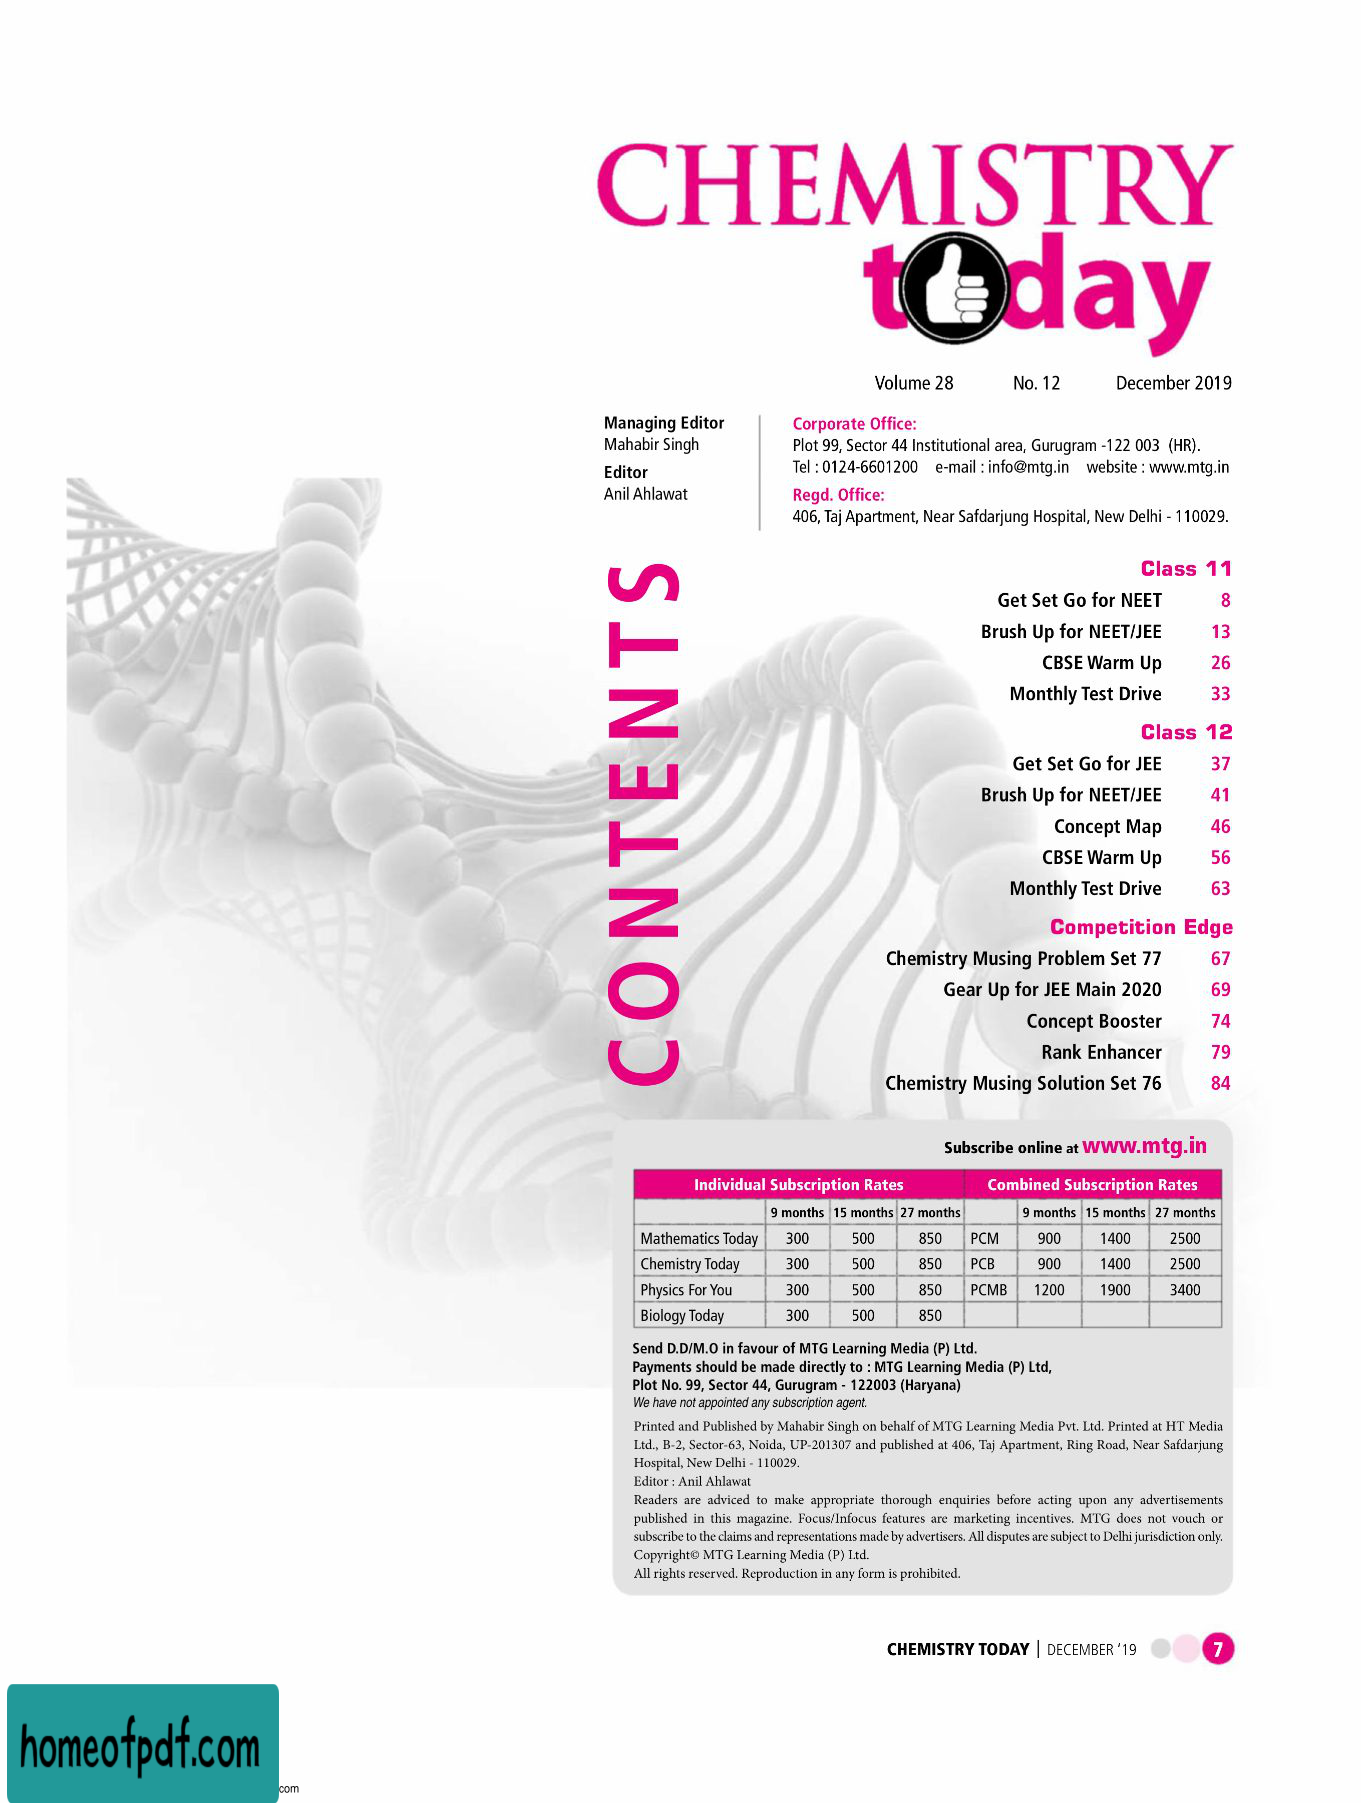 CHEMISTRY
today
Volume 28 No. 12 December 2019
Managing Editor
Mahabir Singh
Editor
Anil Ahlawat
Corporate Office:
Plot 99, Sector 44 Institutional area, Gurugram -122 003 (HR).
Tel : 0124-6601200 e-mail : info@mtg.in website : www.mtg.in
Regd. Office:
406, Taj Apartment, Near Safdarjung Hospital, New Delhi - 110029.
CONTENTS
Class 11
Get Set Go for NEET 8
Brush Up for NEET/JEE 13
CBSE Warm Up 26
Monthly Test Drive 33
Class 12
Get Set Go for JEE 37
Brush Up for NEET/JEE 41
Concept Map 46
CBSE Warm Up 56
Monthly Test Drive 63
Competition Edge
Chemistry Musing Problem Set 77 67
Gear Up for JEE Main 2020 69
Concept Booster 74
Rank Enhancer 79
Chemistry Musing Solution Set 76 84
Subscribe online at www.mtg.in
Individual Subscription Rates Combined Subscription Rates
9 months 15 months 27 months 9 months 15 months 27 months
Mathematics Today 300 500 850 PCM 900 1400 2500
Chemistry Today 300 500 850 PCB 900 1400 2500
Physics For You 300 500 850 PCMB 1200 1900 3400
Biology Today 300 500 850
Send D.D/M.O in favour of MTG Learning Media (P) Ltd.
Payments should be made directly to : MTG Learning Media (P) Ltd,
Plot No. 99, Sector 44, Gurugram - 122003 (Haryana)
We have not appointed any subscription agent.
Printed and Published by Mahabir Singh on behalf of MTG Learning Media Pvt. Ltd. Printed at HT Media
Ltd., B-2, Sector-63, Noida, UP-201307 and published at 406, Taj Apartment, Ring Road, Near Safdarjung
Hospital, New Delhi - 110029.
Editor : Anil Ahlawat
Readers are adviced to make appropriate thorough enquiries before acting upon any advertisements
published in this magazine. Focus/Infocus features are marketing incentives. MTG does not vouch or
subscribe to the claims and representations made by advertisers. All disputes are subject to Delhi jurisdiction only.
Copyright© MTG Learning Media (P) Ltd.
All rights reserved. Reproduction in any form is prohibited.
CHEMISTRY TODAY | DECEMBER ‘19 7
homeofpdf.com
com